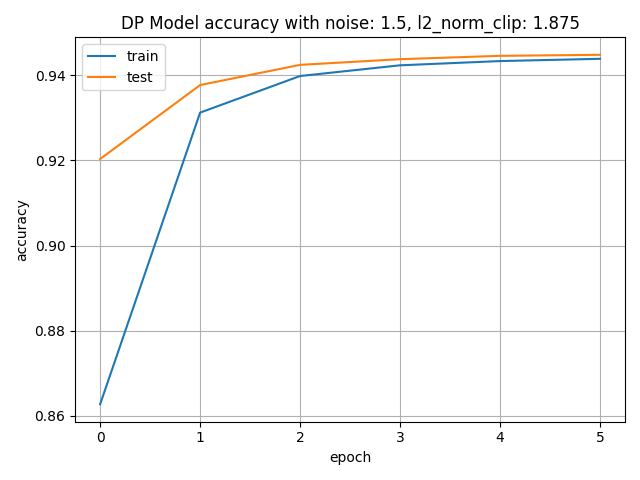 DP Model accuracy with noise: 1.5, l2_norm_clip: 1.875
train
test
accuracy
0.94
0.92
0.90
0.88
0.86
0 1 2 3 4 5
epoch